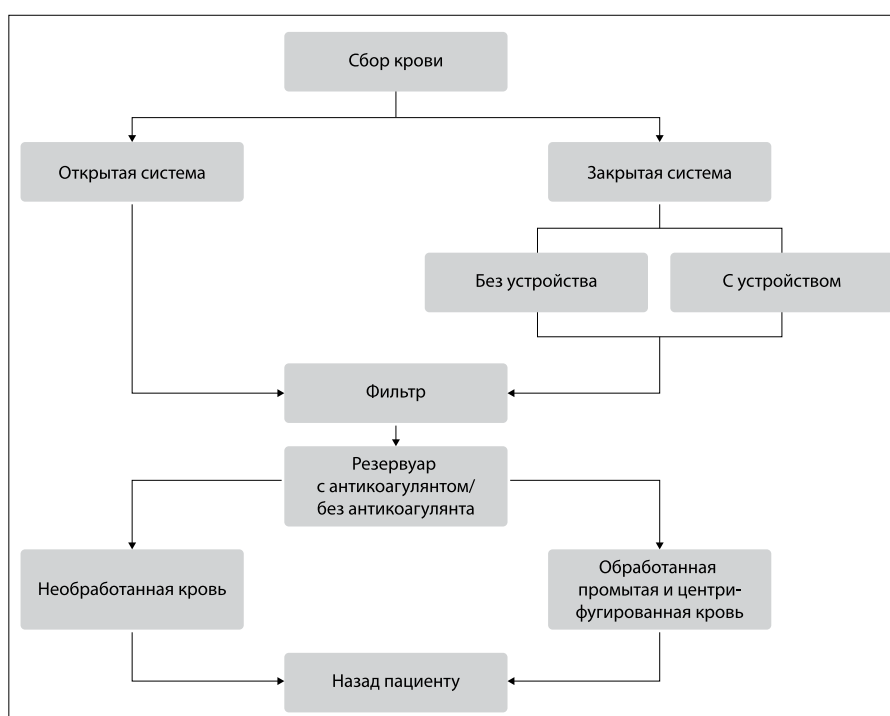 Сбор крови
Открытая система
Закрытая система
Без устройства
С устройством
Фильтр
Резервуар
с антикоагулянтом/
без антикоагулянта
Необработанная кровь
Обработанная
промытая и центри-
фугированная кровь
Назад пациенту